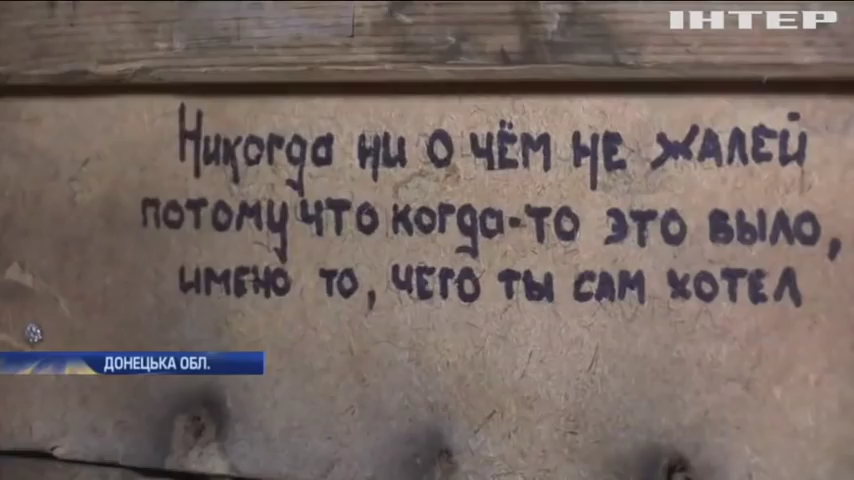 ІНТЕР
Никогда ни о чём не жалей
потому что когда-то это было,
имено то, чего ты сам хотел
ДОНЕЦЬКА ОБЛ.